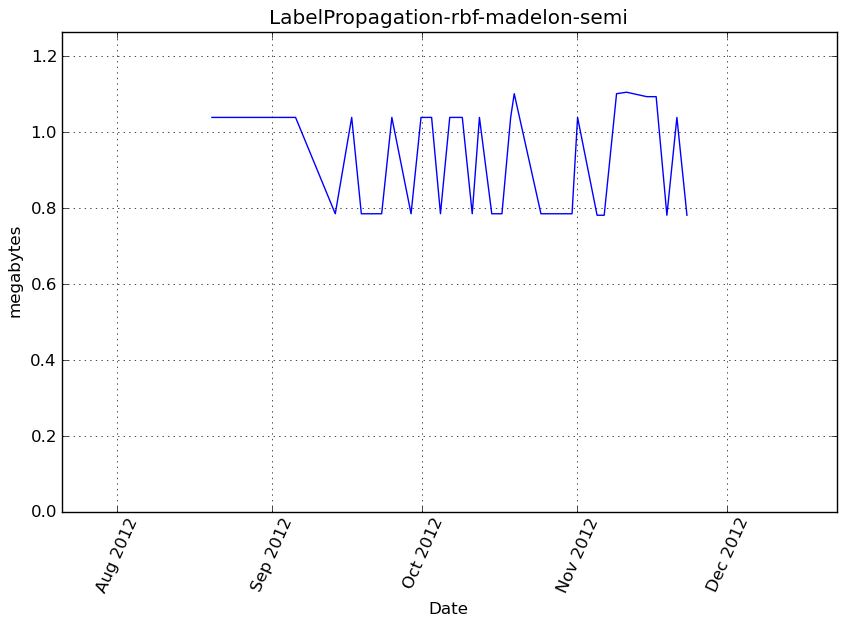 LabelPropagation-rbf-madelon-semi
1.2
1.0
0.8
0.6
0.4
0.2
0.0
megabytes
Aug 2012
Sep 2012
Oct 2012
Nov 2012
Dec 2012
Date